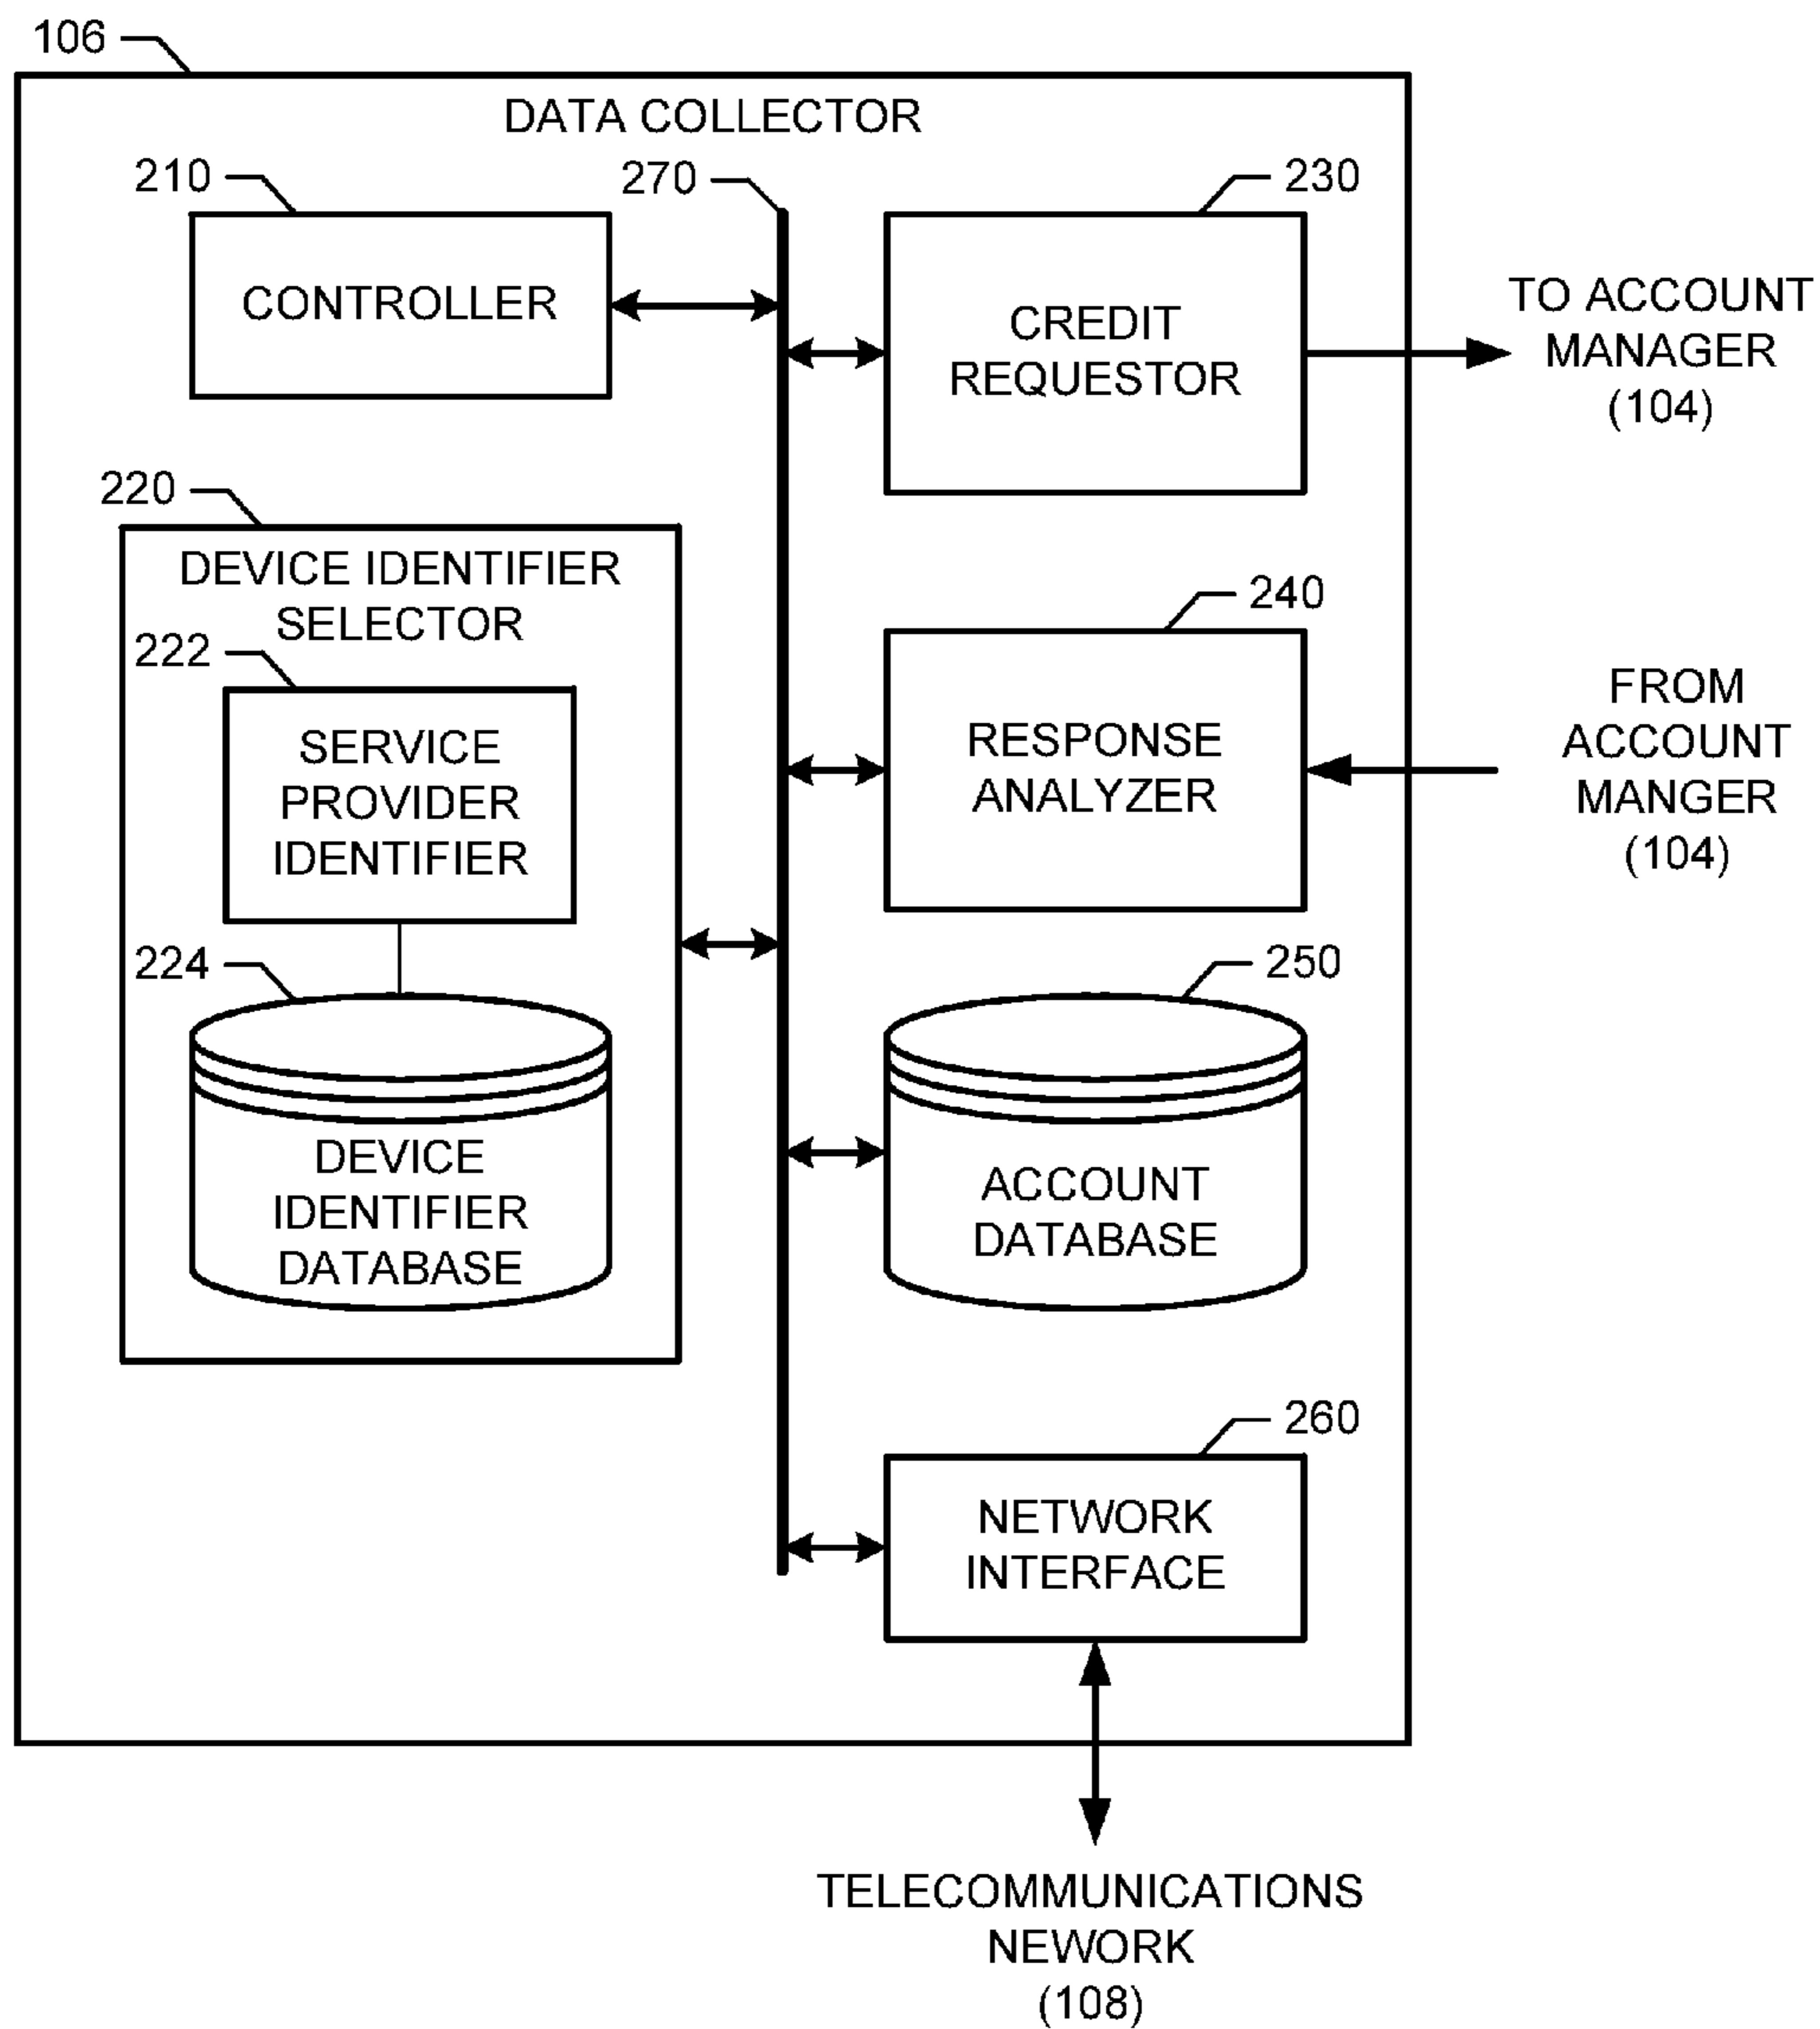 106
DATA COLLECTOR
210
270
230
CONTROLLER
CREDIT
REQUESTOR
TO ACCOUNT
MANAGER
(104)
220
DEVICE IDENTIFIER
SELECTOR
222
SERVICE
PROVIDER
IDENTIFIER
240
RESPONSE
ANALYZER
FROM
ACCOUNT
MANGER
(104)
224
DEVICE
IDENTIFIER
DATABASE
250
ACCOUNT
DATABASE
260
NETWORK
INTERFACE
TELECOMMUNICATIONS
NEWORK
(108)